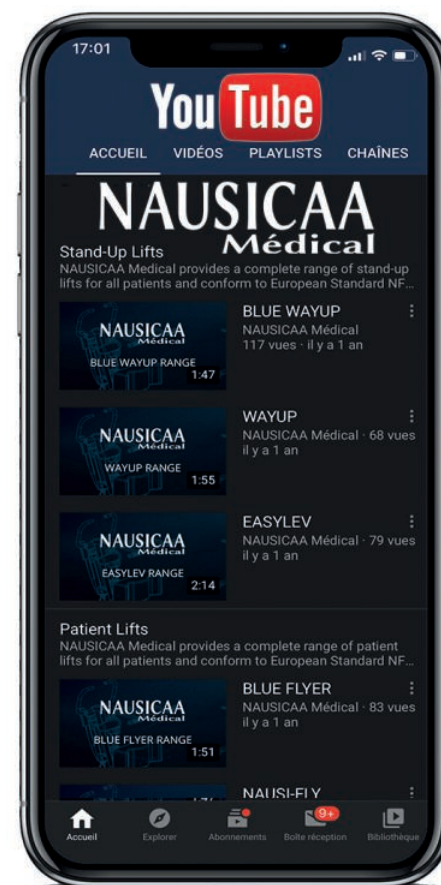 17:01
YouTube
ACCUEIL VIDÉOS PLAYLISTS CHAÎNES
NAUSICAA
Médical
Stand-Up Lifts
NAUSICAA Medical provides a complete range of stand-up
lifts for all patients and conform to European Standard NF...
NAUSICAA
Médical
BLUE WAYUP RANGE
1:47
BLUE WAYUP
NAUSICAA Médical
117 vues · il y a 1 an
NAUSICAA
Médical
WAYUP RANGE
1:55
WAYUP
NAUSICAA Médical · 68 vues
il y a 1 an
NAUSICAA
Médical
EASYLEV RANGE
2:14
EASYLEV
NAUSICAA Médical · 79 vues
il y a 1 an
Patient Lifts
NAUSICAA Medical provides a complete range of patient
lifts for all patients and conform to European Standard NF...
NAUSICAA
Médical
BLUE FLYER RANGE
1:51
BLUE FLYER
NAUSICAA Médical · 83 vues
il y a 1 an
NAUSI-FLY
9+
Accueil Explorer Abonnements Boîte réception Bibliothèque